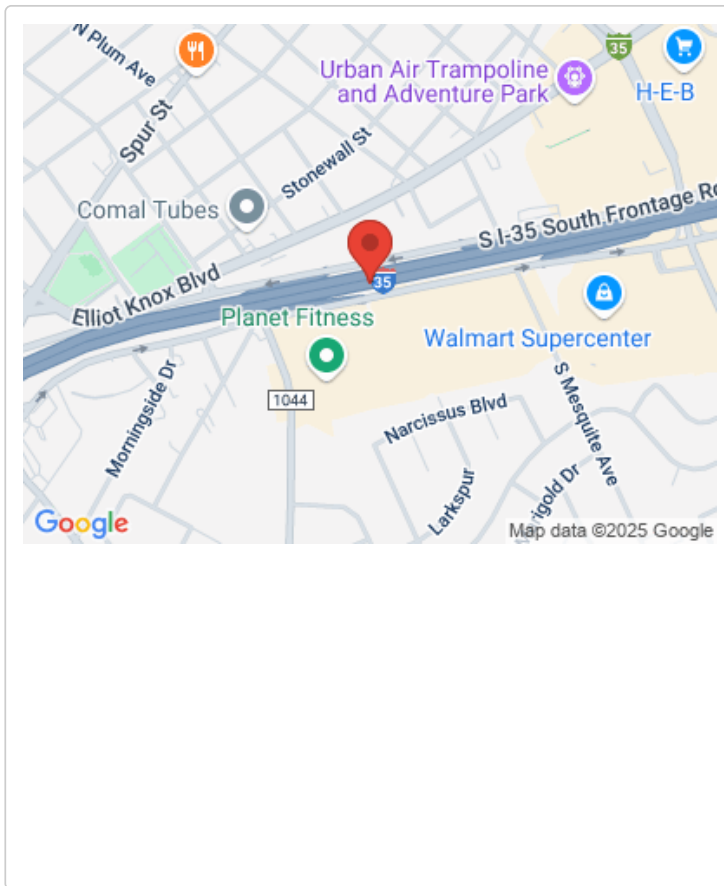 N Plum Ave
35
Urban Air Trampoline
and Adventure Park
H-E-B
Spur St
Stonewall St
Comal Tubes
S I-35 South Frontage Rd
35
Elliot Knox Blvd
Planet Fitness
Walmart Supercenter
Morningside Dr
1044
Narcissus Blvd
S Mesquite Ave
Larkspur
Marigold Dr
Google
Map data ©2025 Google